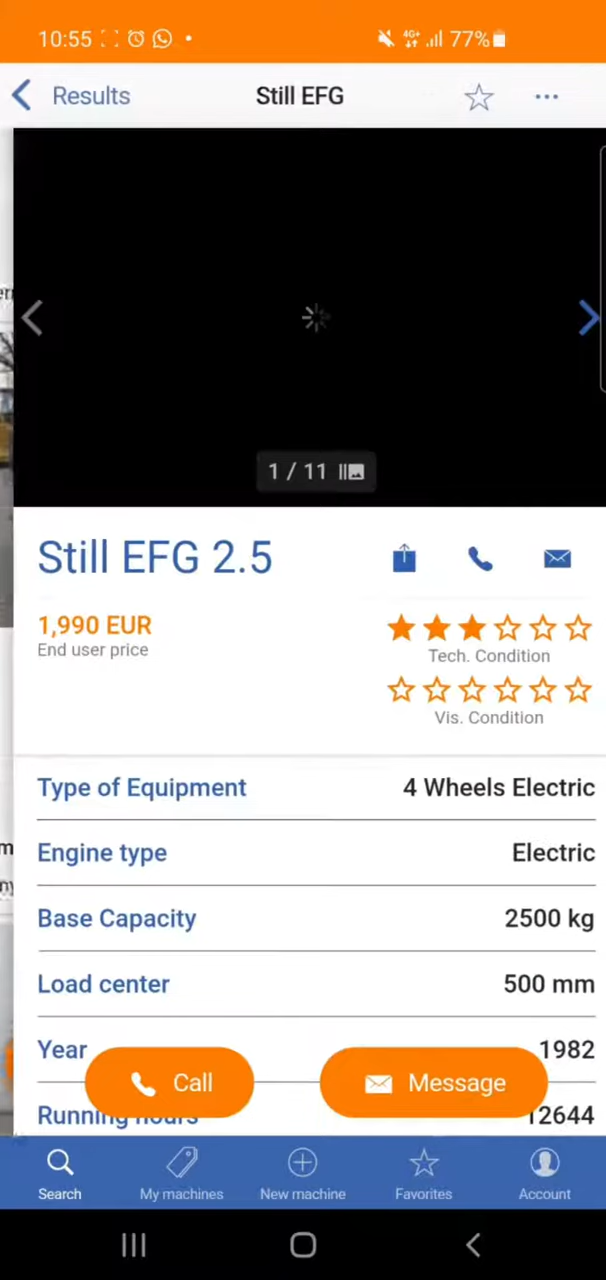 10:55 4G+ 77%
Results Still EFG
1 / 11
Still EFG 2.5
1,990 EUR
End user price
Tech. Condition
Vis. Condition
Type of Equipment 4 Wheels Electric
Engine type Electric
Base Capacity 2500 kg
Load center 500 mm
Year 1982
Call Message
Running hours 12644
Search My machines New machine Favorites Account